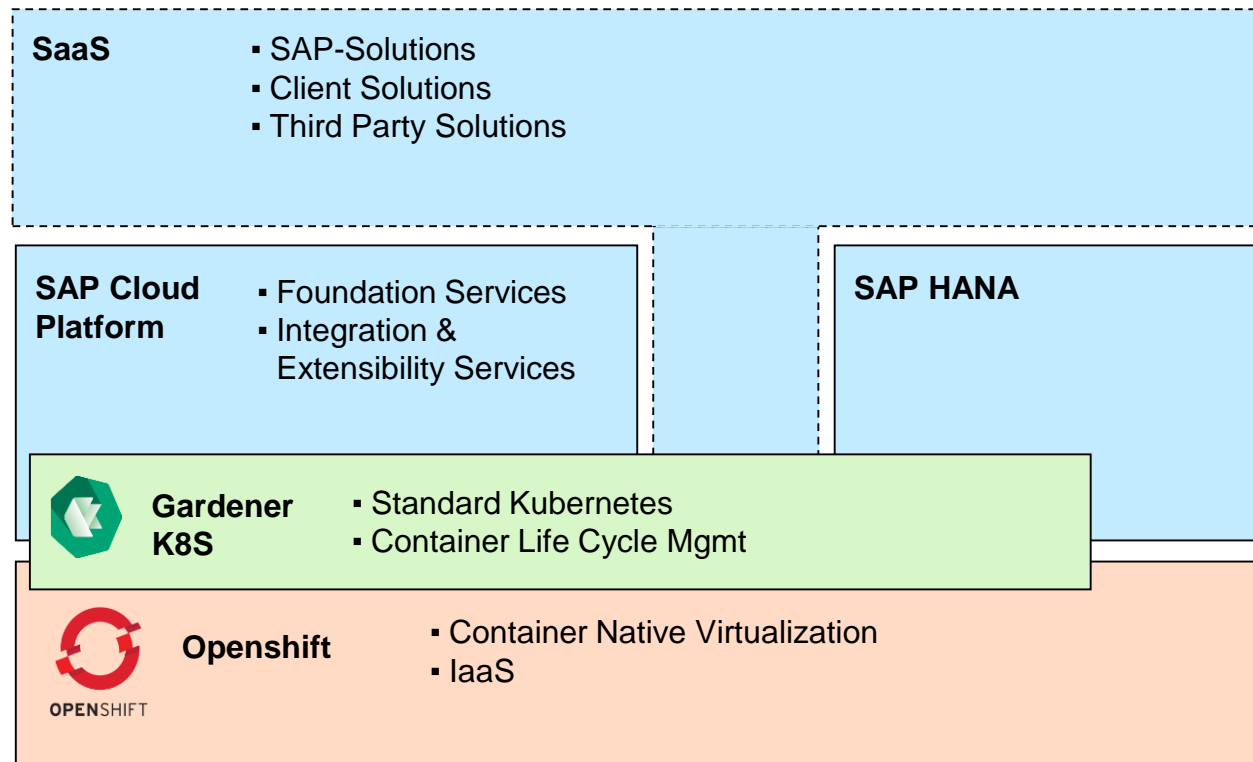 SaaS
▪ SAP-Solutions
▪ Client Solutions
▪ Third Party Solutions
SAP Cloud
Platform
▪ Foundation Services
▪ Integration &
Extensibility Services
SAP HANA
Gardener
K8S
▪ Standard Kubernetes
▪ Container Life Cycle Mgmt
OPENSHIFT
Openshift
▪ Container Native Virtualization
▪ IaaS